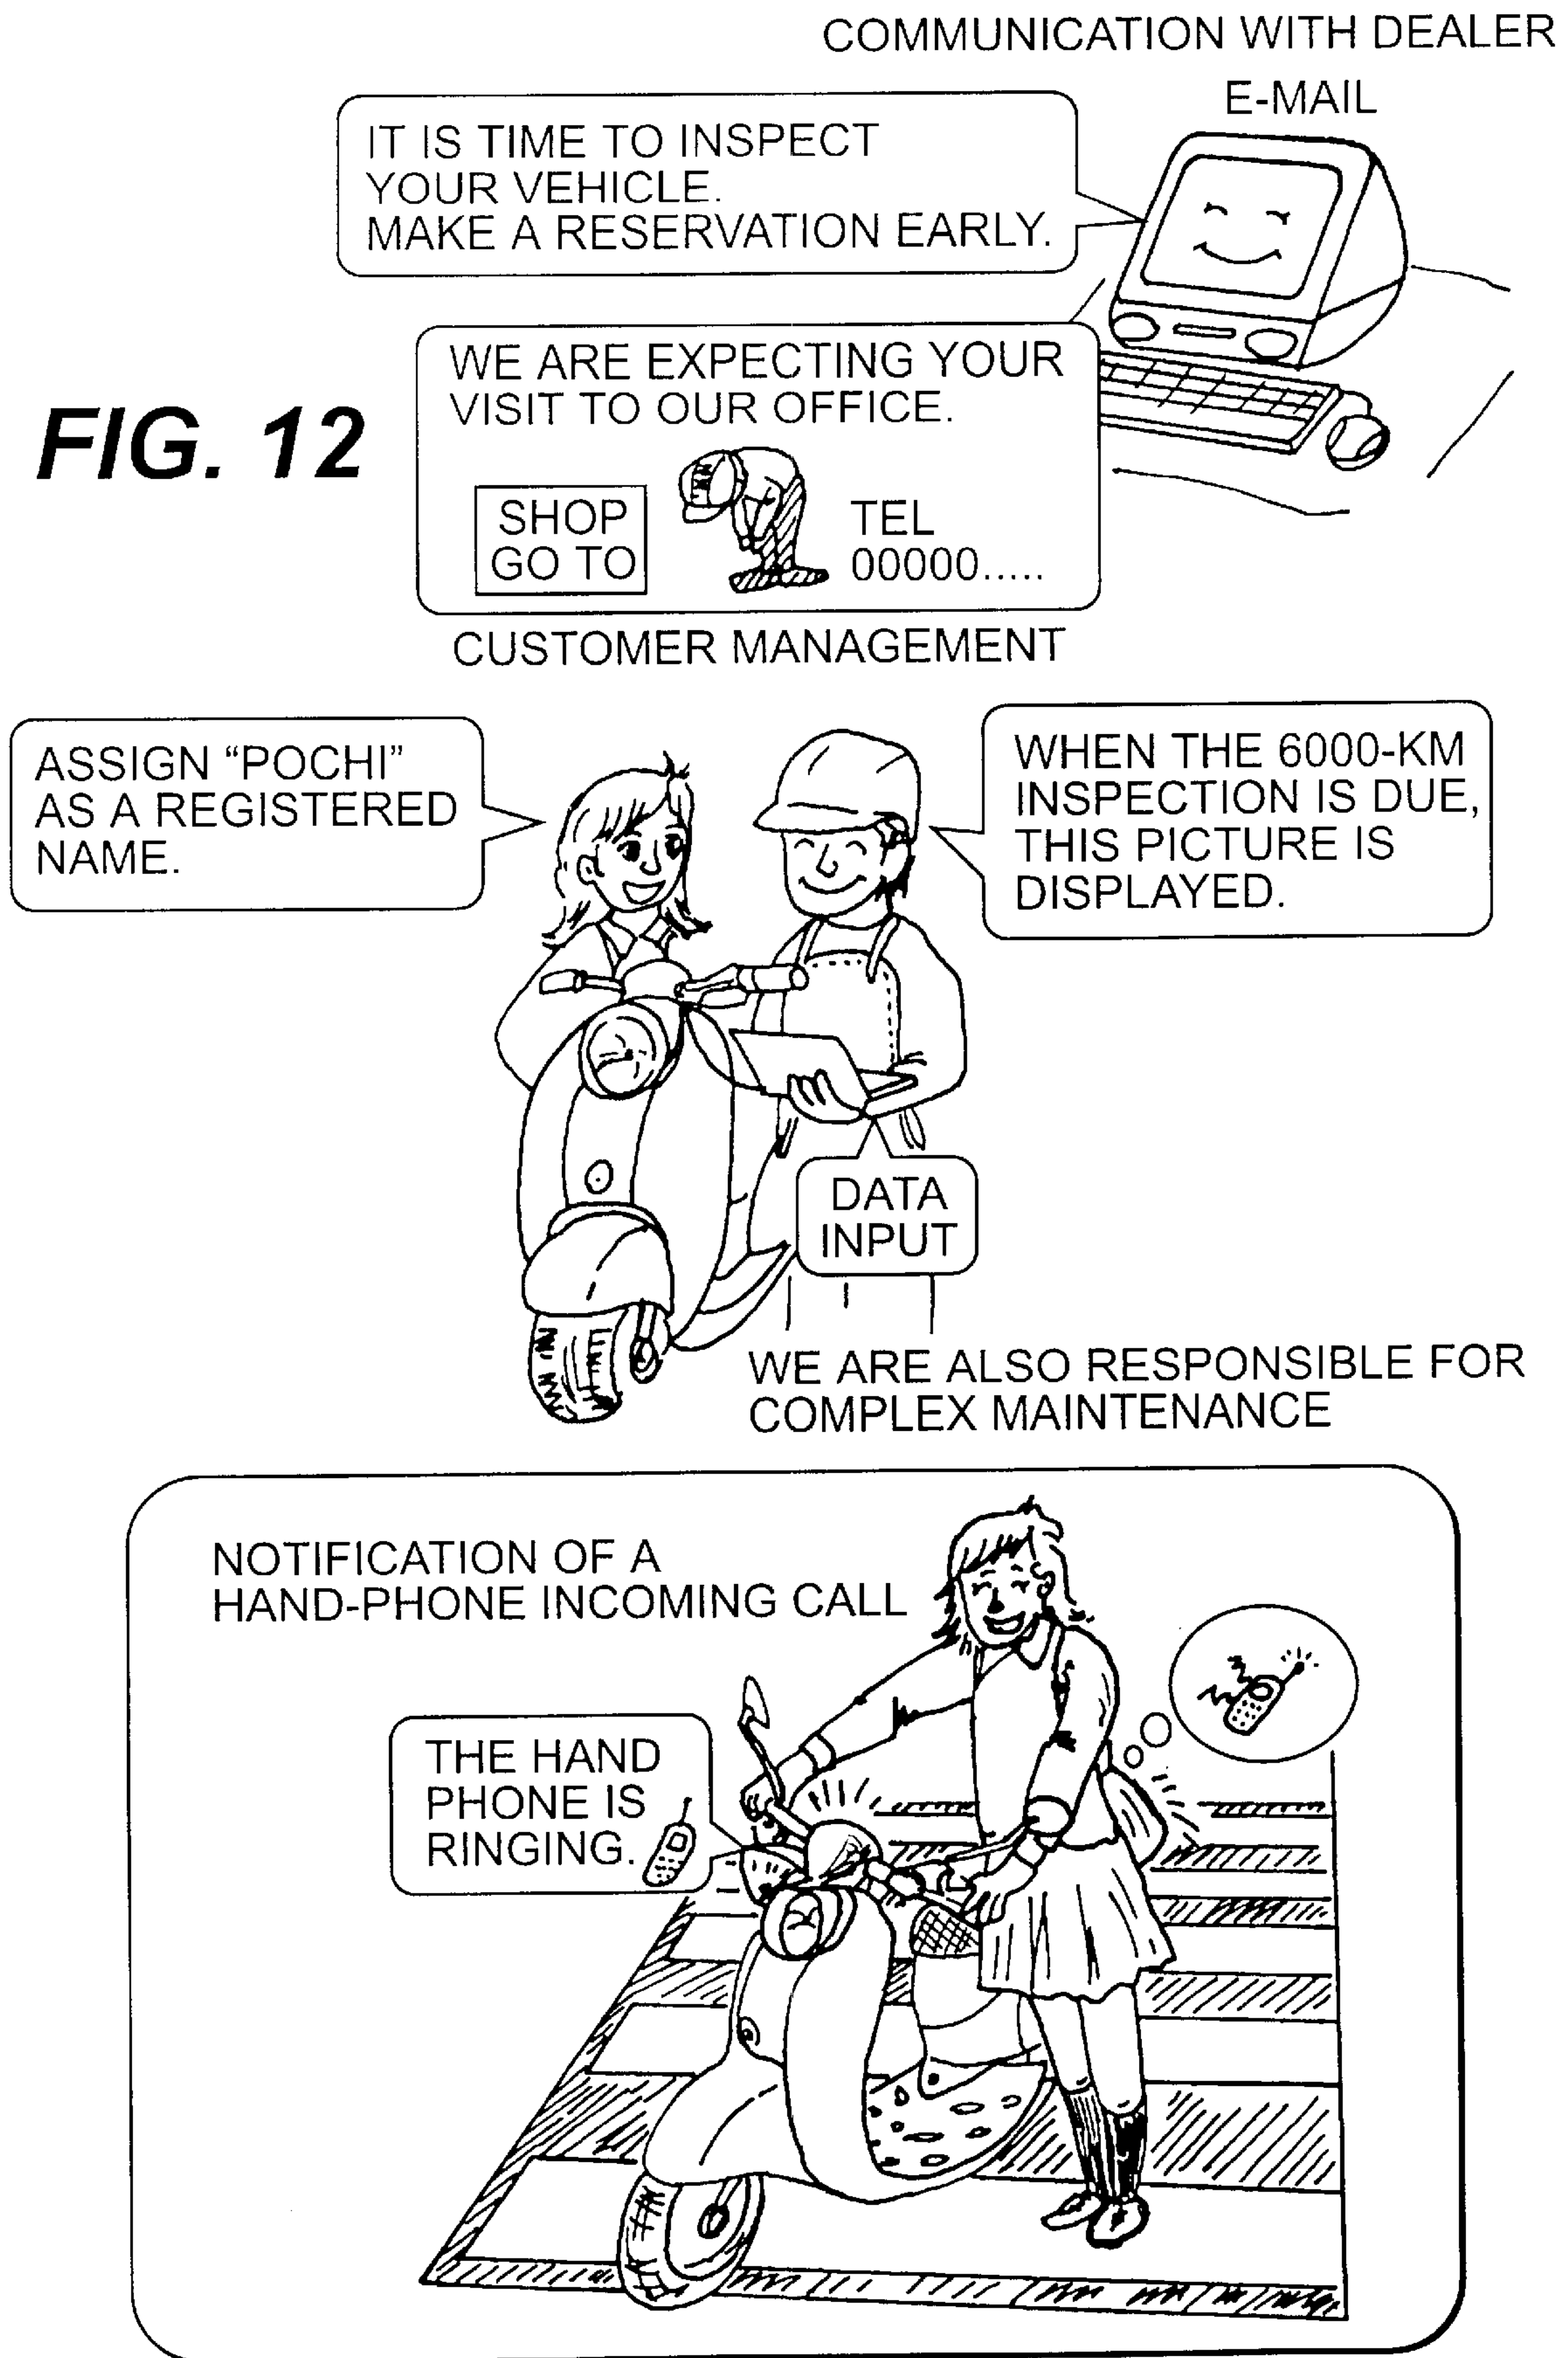 COMMUNICATION WITH DEALER
E-MAIL
IT IS TIME TO INSPECT
YOUR VEHICLE.
MAKE A RESERVATION EARLY.
WE ARE EXPECTING YOUR
VISIT TO OUR OFFICE.
FIG. 12
SHOP
GO TO
TEL
00000.....
CUSTOMER MANAGEMENT
ASSIGN “POCHI”
AS A REGISTERED
NAME.
WHEN THE 6000-KM
INSPECTION IS DUE,
THIS PICTURE IS
DISPLAYED.
DATA
INPUT
WE ARE ALSO RESPONSIBLE FOR
COMPLEX MAINTENANCE
NOTIFICATION OF A
HAND-PHONE INCOMING CALL
THE HAND
PHONE IS
RINGING.